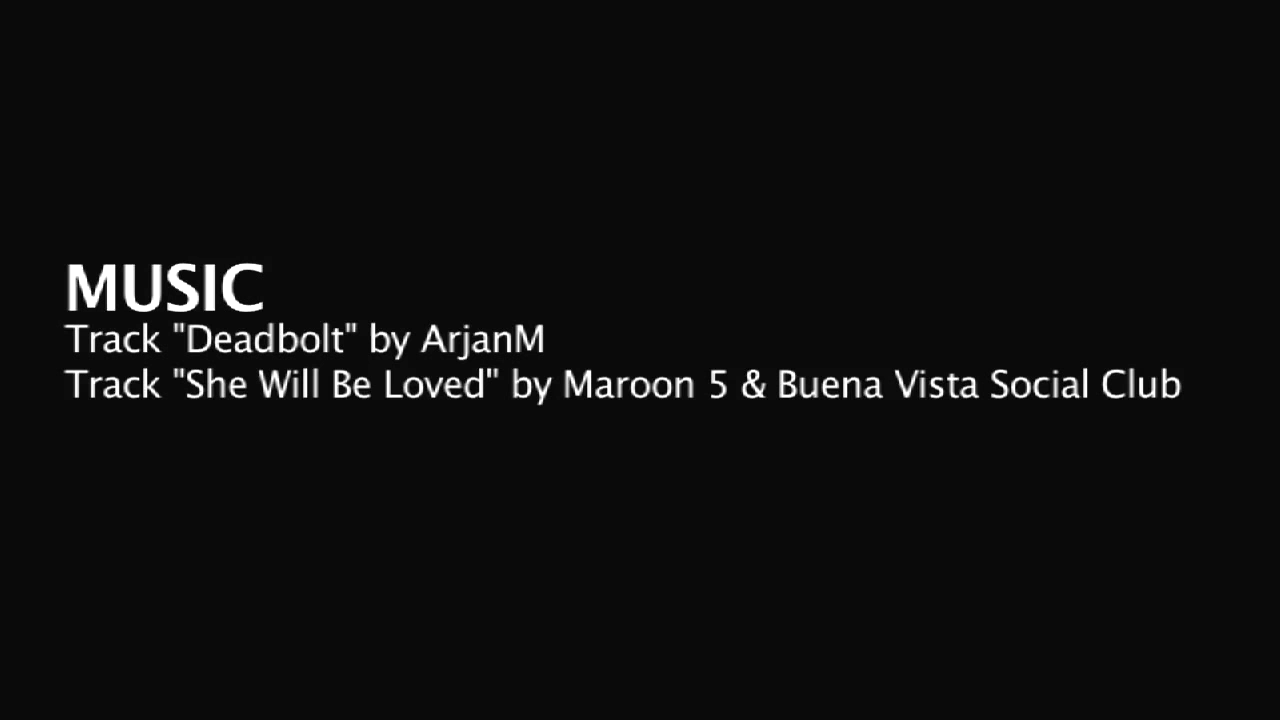 MUSIC
Track "Deadbolt" by ArjanM
Track "She Will Be Loved" by Maroon 5 & Buena Vista Social Club